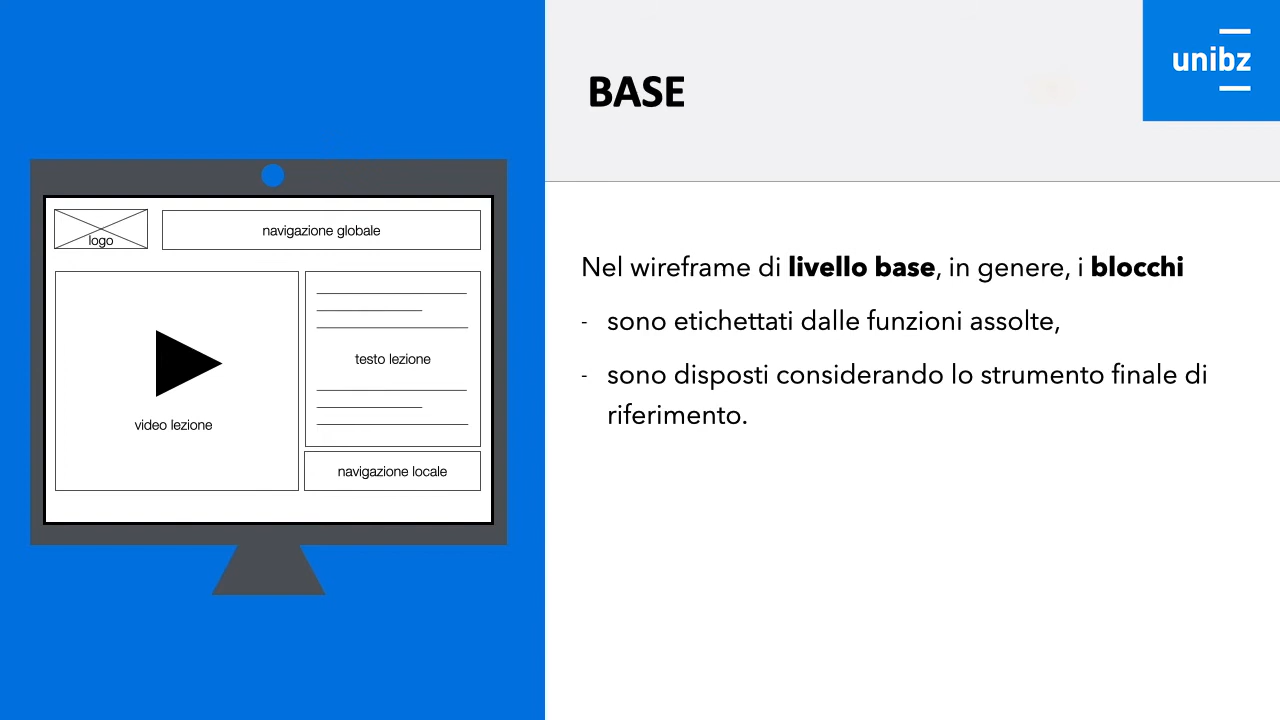 BASE
unibz
logo
navigazione globale
testo lezione
video lezione
navigazione locale
Nel wireframe di livello base, in genere, i blocchi
- sono etichettati dalle funzioni assolte,
- sono disposti considerando lo strumento finale di
riferimento.